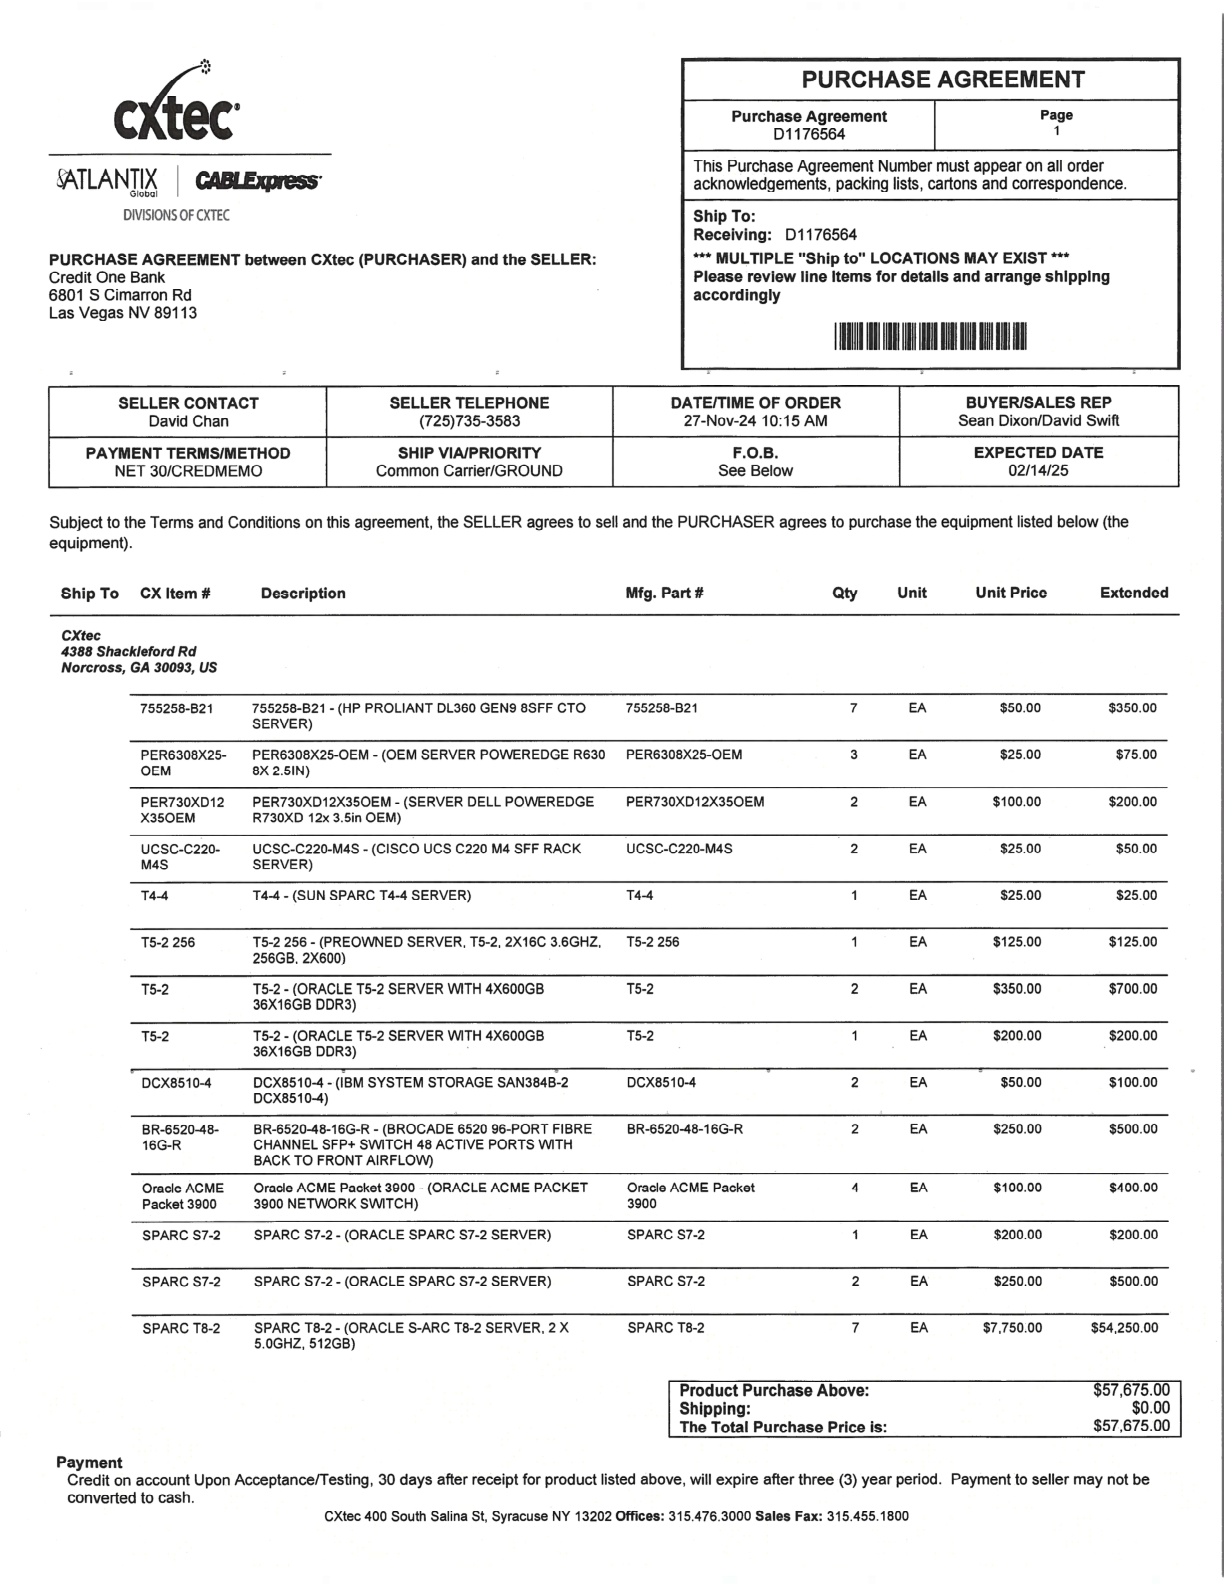 cxtec
ATLANTIX
Global
CABLExpress
DIVISIONS OF CXTEC
PURCHASE AGREEMENT
Purchase Agreement
D1176564
Page
1
This Purchase Agreement Number must appear on all order
acknowledgements, packing lists, cartons and correspondence.
Ship To:
Receiving: D1176564
*** MULTIPLE "Ship to" LOCATIONS MAY EXIST ***
Please review line items for details and arrange shipping
accordingly
PURCHASE AGREEMENT between CXtec (PURCHASER) and the SELLER:
Credit One Bank
6801 S Cimarron Rd
Las Vegas NV 89113
SELLER CONTACT
David Chan
SELLER TELEPHONE
(725)735-3583
DATE/TIME OF ORDER
27-Nov-24 10:15 AM
BUYER/SALES REP
Sean Dixon/David Swift
PAYMENT TERMS/METHOD
NET 30/CREDMEMO
SHIP VIA/PRIORITY
Common Carrier/GROUND
F.O.B.
See Below
EXPECTED DATE
02/14/25
Subject to the Terms and Conditions on this agreement, the SELLER agrees to sell and the PURCHASER agrees to purchase the equipment listed below (the
equipment).
Ship To CX Item # Description Mfg. Part # Qty Unit Unit Price Extended
CXtec
4388 Shackleford Rd
Norcross, GA 30093, US
755258-B21 755258-B21 - (HP PROLIANT DL360 GEN9 8SFF CTO 755258-B21 7 EA $50.00 $350.00
SERVER)
PER6308X25- PER6308X25-OEM - (OEM SERVER POWEREDGE R630 PER6308X25-OEM 3 EA $25.00 $75.00
OEM 8X 2.5IN)
PER730XD12 PER730XD12X35OEM - (SERVER DELL POWEREDGE PER730XD12X35OEM 2 EA $100.00 $200.00
X35OEM R730XD 12x 3.5in OEM)
UCSC-C220- UCSC-C220-M4S - (CISCO UCS C220 M4 SFF RACK UCSC-C220-M4S 2 EA $25.00 $50.00
M4S SERVER)
T4-4 T4-4 - (SUN SPARC T4-4 SERVER) T4-4 1 EA $25.00 $25.00
T5-2 256 T5-2 256 - (PREOWNED SERVER, T5-2, 2X16C 3.6GHZ, T5-2 256 1 EA $125.00 $125.00
256GB, 2X600)
T5-2 T5-2 - (ORACLE T5-2 SERVER WITH 4X600GB T5-2 2 EA $350.00 $700.00
36X16GB DDR3)
T5-2 T5-2 - (ORACLE T5-2 SERVER WITH 4X600GB T5-2 1 EA $200.00 $200.00
36X16GB DDR3)
DCX8510-4 DCX8510-4 - (IBM SYSTEM STORAGE SAN384B-2 DCX8510-4 2 EA $50.00 $100.00
DCX8510-4)
BR-6520-48- BR-6520-48-16G-R - (BROCADE 6520 96-PORT FIBRE BR-6520-48-16G-R 2 EA $250.00 $500.00
16G-R CHANNEL SFP+ SWITCH 48 ACTIVE PORTS WITH
BACK TO FRONT AIRFLOW)
Oracle ACME Oracle ACME Packet 3900 - (ORACLE ACME PACKET Oracle ACME Packet 4 EA $100.00 $400.00
Packet 3900 3900 NETWORK SWITCH) 3900
SPARC S7-2 SPARC S7-2 - (ORACLE SPARC S7-2 SERVER) SPARC S7-2 1 EA $200.00 $200.00
SPARC S7-2 SPARC S7-2 - (ORACLE SPARC S7-2 SERVER) SPARC S7-2 2 EA $250.00 $500.00
SPARC T8-2 SPARC T8-2 - (ORACLE S-ARC T8-2 SERVER, 2 X SPARC T8-2 7 EA $7,750.00 $54,250.00
5.0GHZ, 512GB)
Product Purchase Above: $57,675.00
Shipping: $0.00
The Total Purchase Price is: $57,675.00
Payment
Credit on account Upon Acceptance/Testing, 30 days after receipt for product listed above, will expire after three (3) year period. Payment to seller may not be
converted to cash.
CXtec 400 South Salina St, Syracuse NY 13202 Offices: 315.476.3000 Sales Fax: 315.455.1800